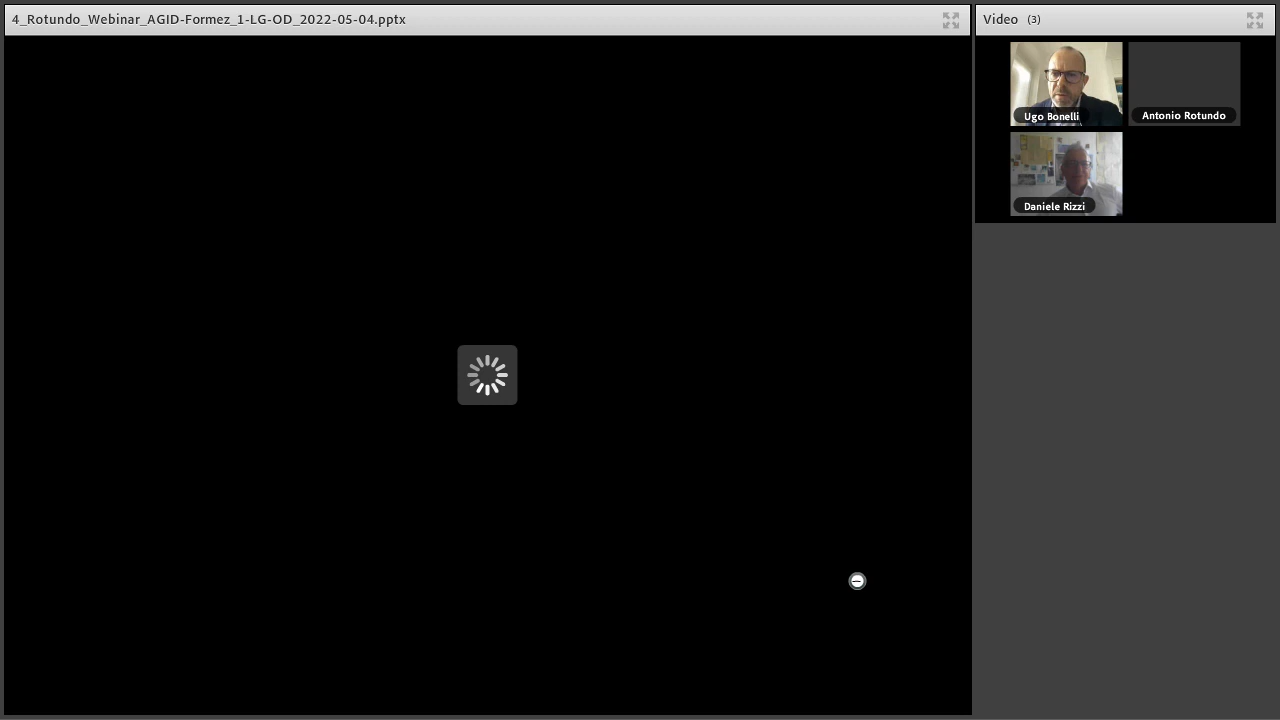 4_Rotundo_Webinar_AGID-Formez_1-LG-OD_2022-05-04.pptx
Video (3)
Ugo Bonelli
Antonio Rotundo
Daniele Rizzi